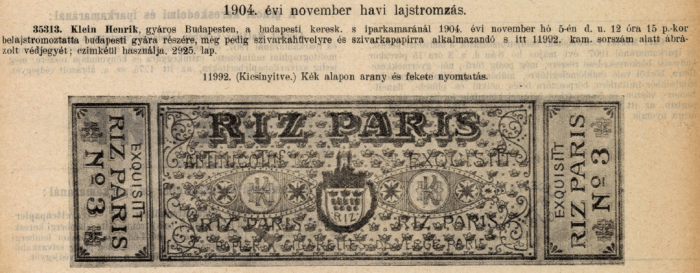 1904. évi november havi lajstromzás.
35313. Klein Henrik, gyáros Budapesten, a budapesti keresk. s iparkamaránál 1904. évi november hó 5-én d. u. 12 óra 15 p.-kor
belajstromoztatta budapesti gyára részére, még pedig szivarkahüvelyre és szivarkapapirra alkalmazandó s itt 11992. kam. sorszám alatt ábrá-
zolt védjegyét; czimkéül használja. 2925. lap.
11992. (Kicsinyitve.) Kék alapon arany és fekete nyomtatás.
EXQUISITT
RIZ PARIS
No 3
RIZ PARIS
EXQUISITT
RIZ
RIZ PARIS RIZ PARIS
EXQUISITT
RIZ PARIS
No 3